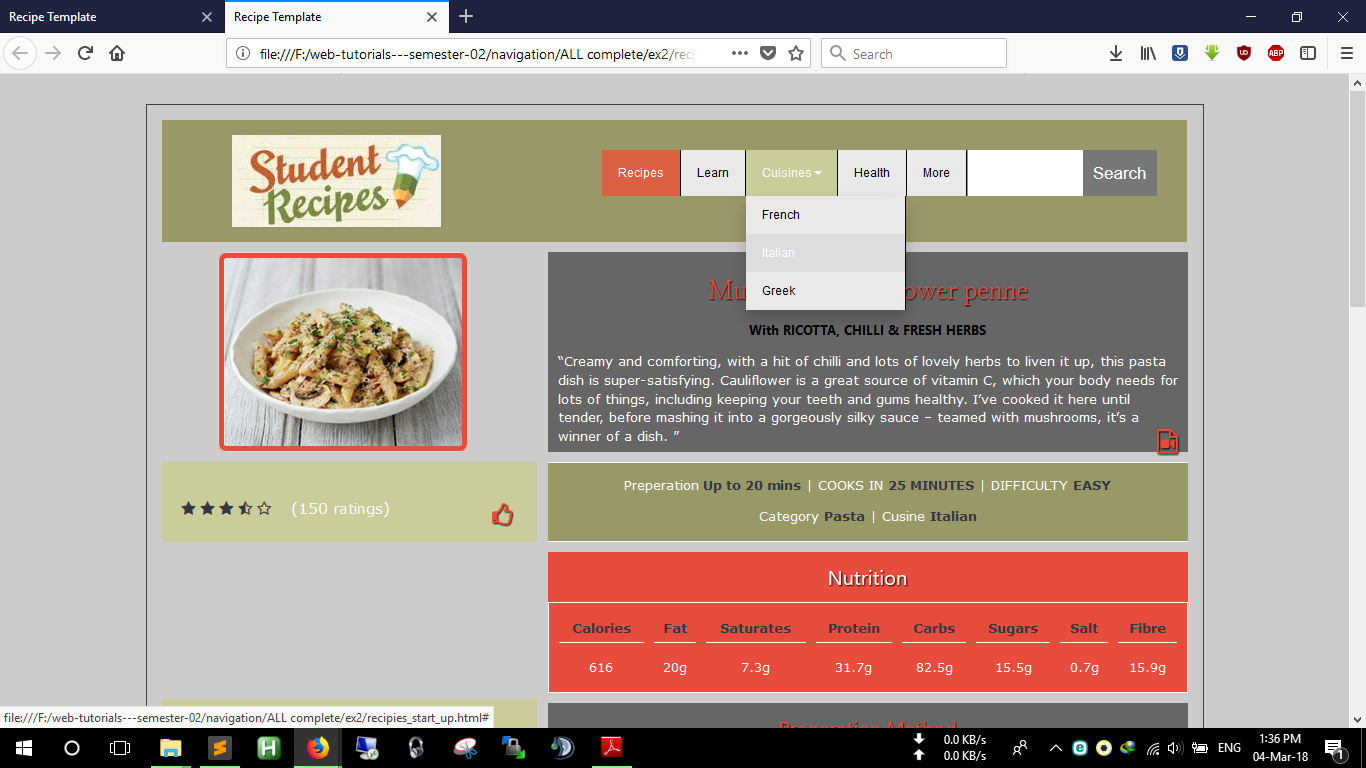 Recipe Template
Recipe Template
file:///F:/web-tutorials---semester-02/navigation/ALL complete/ex2/reci
Search
Student
Recipes
Recipes
Learn
Cuisines
Health
More
Search
French
Italian
Greek
Mu ower penne
With RICOTTA, CHILLI & FRESH HERBS
“Creamy and comforting, with a hit of chilli and lots of lovely herbs to liven it up, this pasta
dish is super-satisfying. Cauliflower is a great source of vitamin C, which your body needs for
lots of things, including keeping your teeth and gums healthy. I’ve cooked it here until
tender, before mashing it into a gorgeously silky sauce – teamed with mushrooms, it’s a
winner of a dish. ”
(150 ratings)
Preperation Up to 20 mins | COOKS IN 25 MINUTES | DIFFICULTY EASY
Category Pasta | Cusine Italian
Nutrition
Calories Fat Saturates Protein Carbs Sugars Salt Fibre
616 20g 7.3g 31.7g 82.5g 15.5g 0.7g 15.9g
Preparation Method
file:///F:/web-tutorials---semester-02/navigation/ALL complete/ex2/recipies_start_up.html#
0.0 KB/s
0.0 KB/s
ENG
1:36 PM
04-Mar-18
1